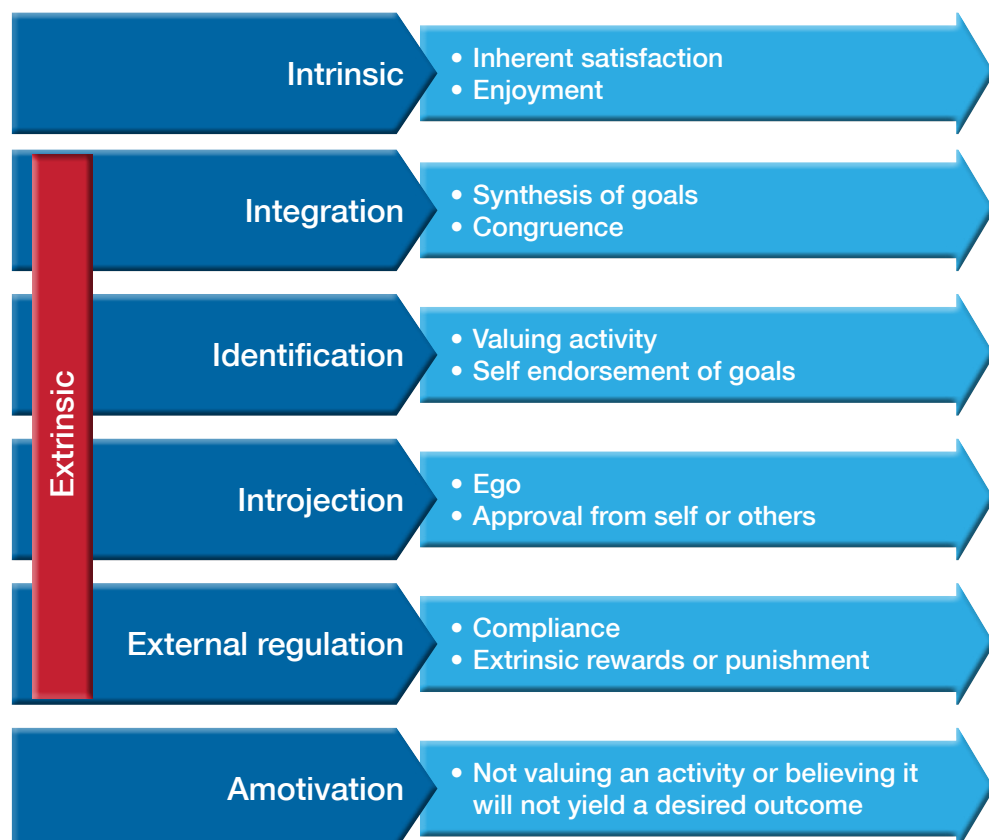 Intrinsic
• Inherent satisfaction
• Enjoyment
Extrinsic
Integration
• Synthesis of goals
• Congruence
Identification
• Valuing activity
• Self endorsement of goals
Introjection
• Ego
• Approval from self or others
External regulation
• Compliance
• Extrinsic rewards or punishment
Amotivation
• Not valuing an activity or believing it
will not yield a desired outcome